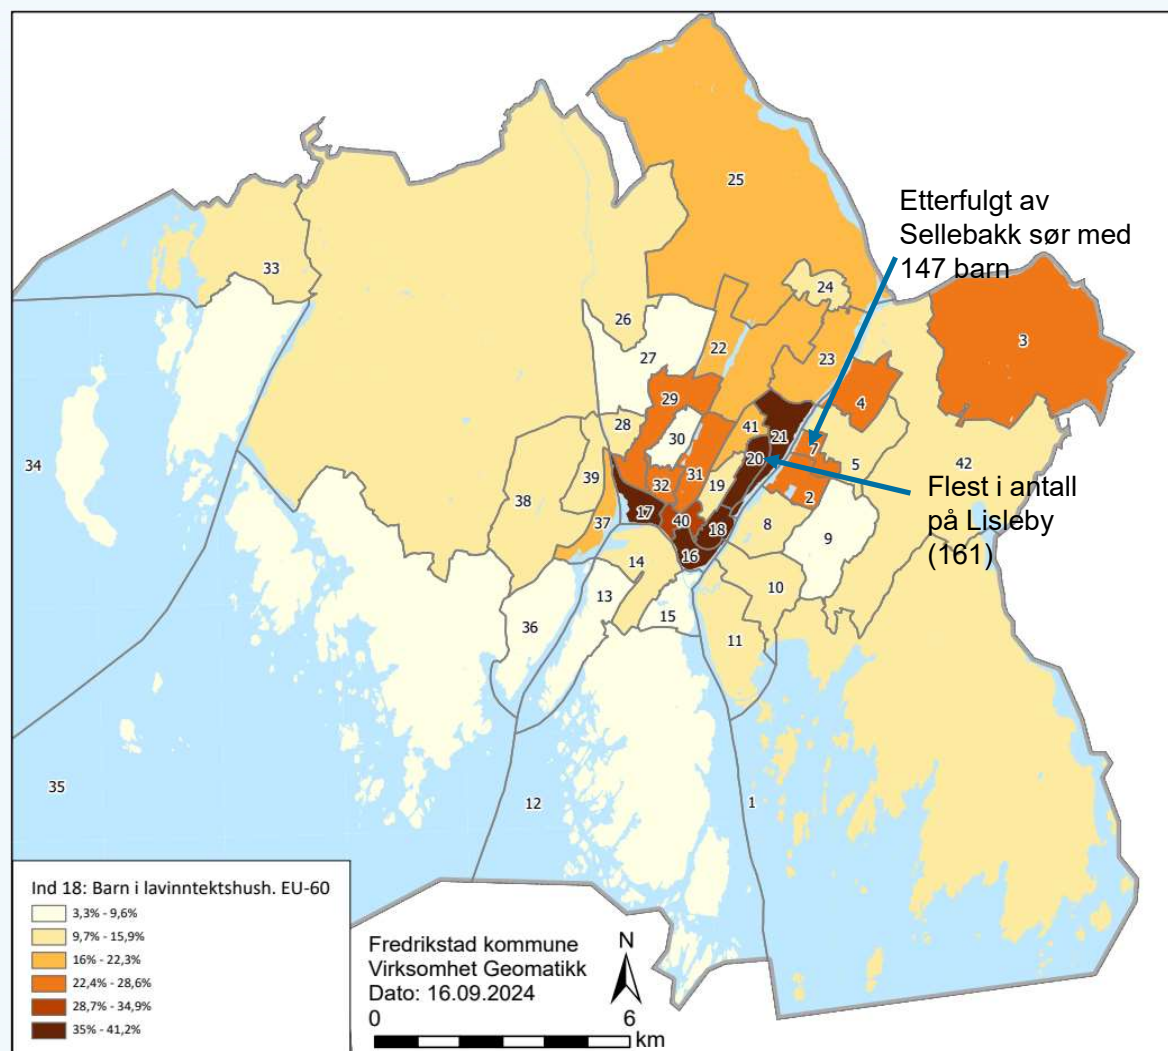 25
Etterfulgt av
Sellebakk sør med
147 barn
33
24
26
3
27
22
23
29
4
28
30
41
21
7
34
20
5
42
39
31
38
32
19
2
Flest i antall
på Lisleby
(161)
17
40
18
8
37
9
16
14
10
13
15
36
11
35
12
1
Ind 18: Barn i lavinntektshush. EU-60
3,3% - 9,6%
9,7% - 15,9%
16% - 22,3%
22,4% - 28,6%
28,7% - 34,9%
35% - 41,2%
Fredrikstad kommune
Virksomhet Geomatikk
Dato: 16.09.2024
N
0 6
km